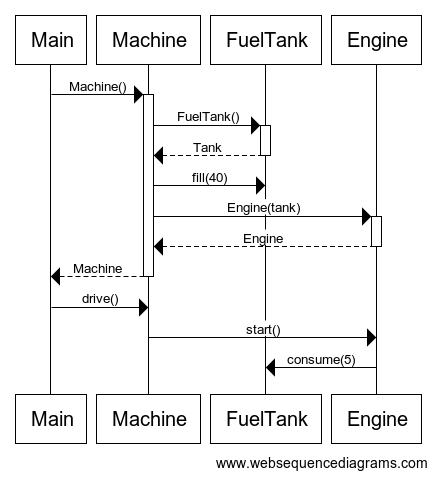 Main Machine FuelTank Engine
Machine()
FuelTank()
Tank
fill(40)
Engine(tank)
Engine
Machine
drive()
start()
consume(5)
Main Machine FuelTank Engine
www.websequencediagrams.com